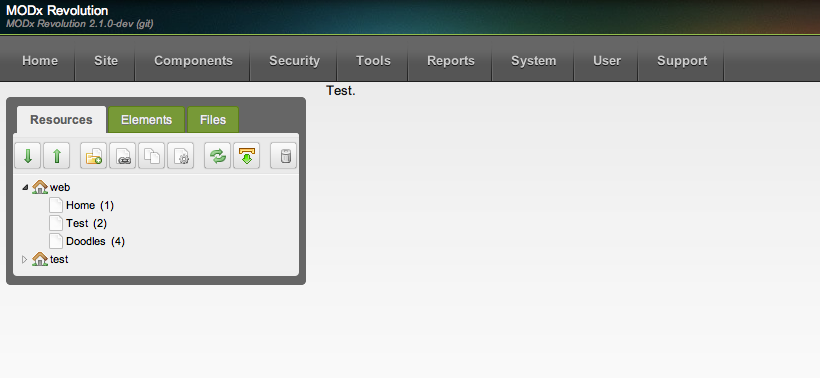 MODx Revolution
MODx Revolution 2.1.0-dev (git)
Home Site Components Security Tools Reports System User Support
Test.
Resources Elements Files
web
Home (1)
Test (2)
Doodles (4)
test